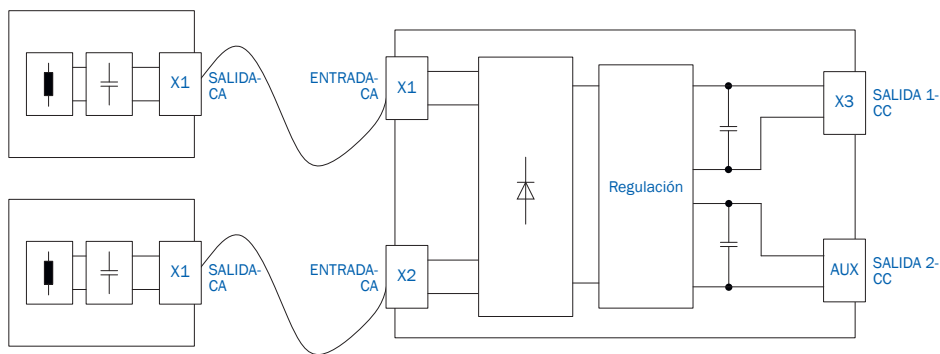 X1
SALIDA-
CA
ENTRADA-
CA
X1
X3
SALIDA 1-
CC
Regulación
X1
SALIDA-
CA
ENTRADA-
CA
X2
AUX
SALIDA 2-
CC